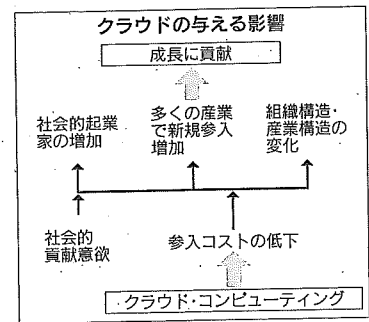 クラウドの与える影響
成長に貢献
社会的起業
家の増加
多くの産業
で新規参入
増加
組織構造・
産業構造の
変化
社会的
貢献意欲
参入コストの低下
クラウド・コンピューティング